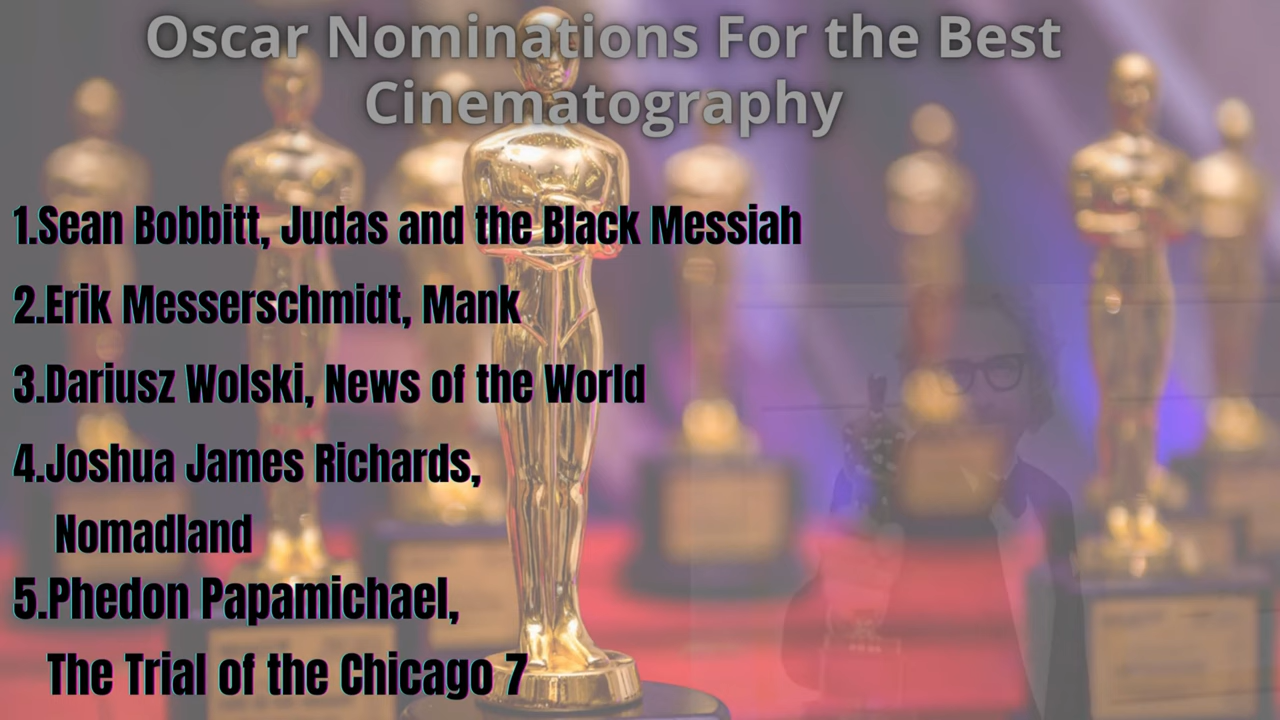 Oscar Nominations For the Best
Cinematography
1.Sean Bobbitt, Judas and the Black Messiah
2.Erik Messerschmidt, Mank
3.Dariusz Wolski, News of the World
4.Joshua James Richards,
Nomadland
5.Phedon Papamichael,
The Trial of the Chicago 7